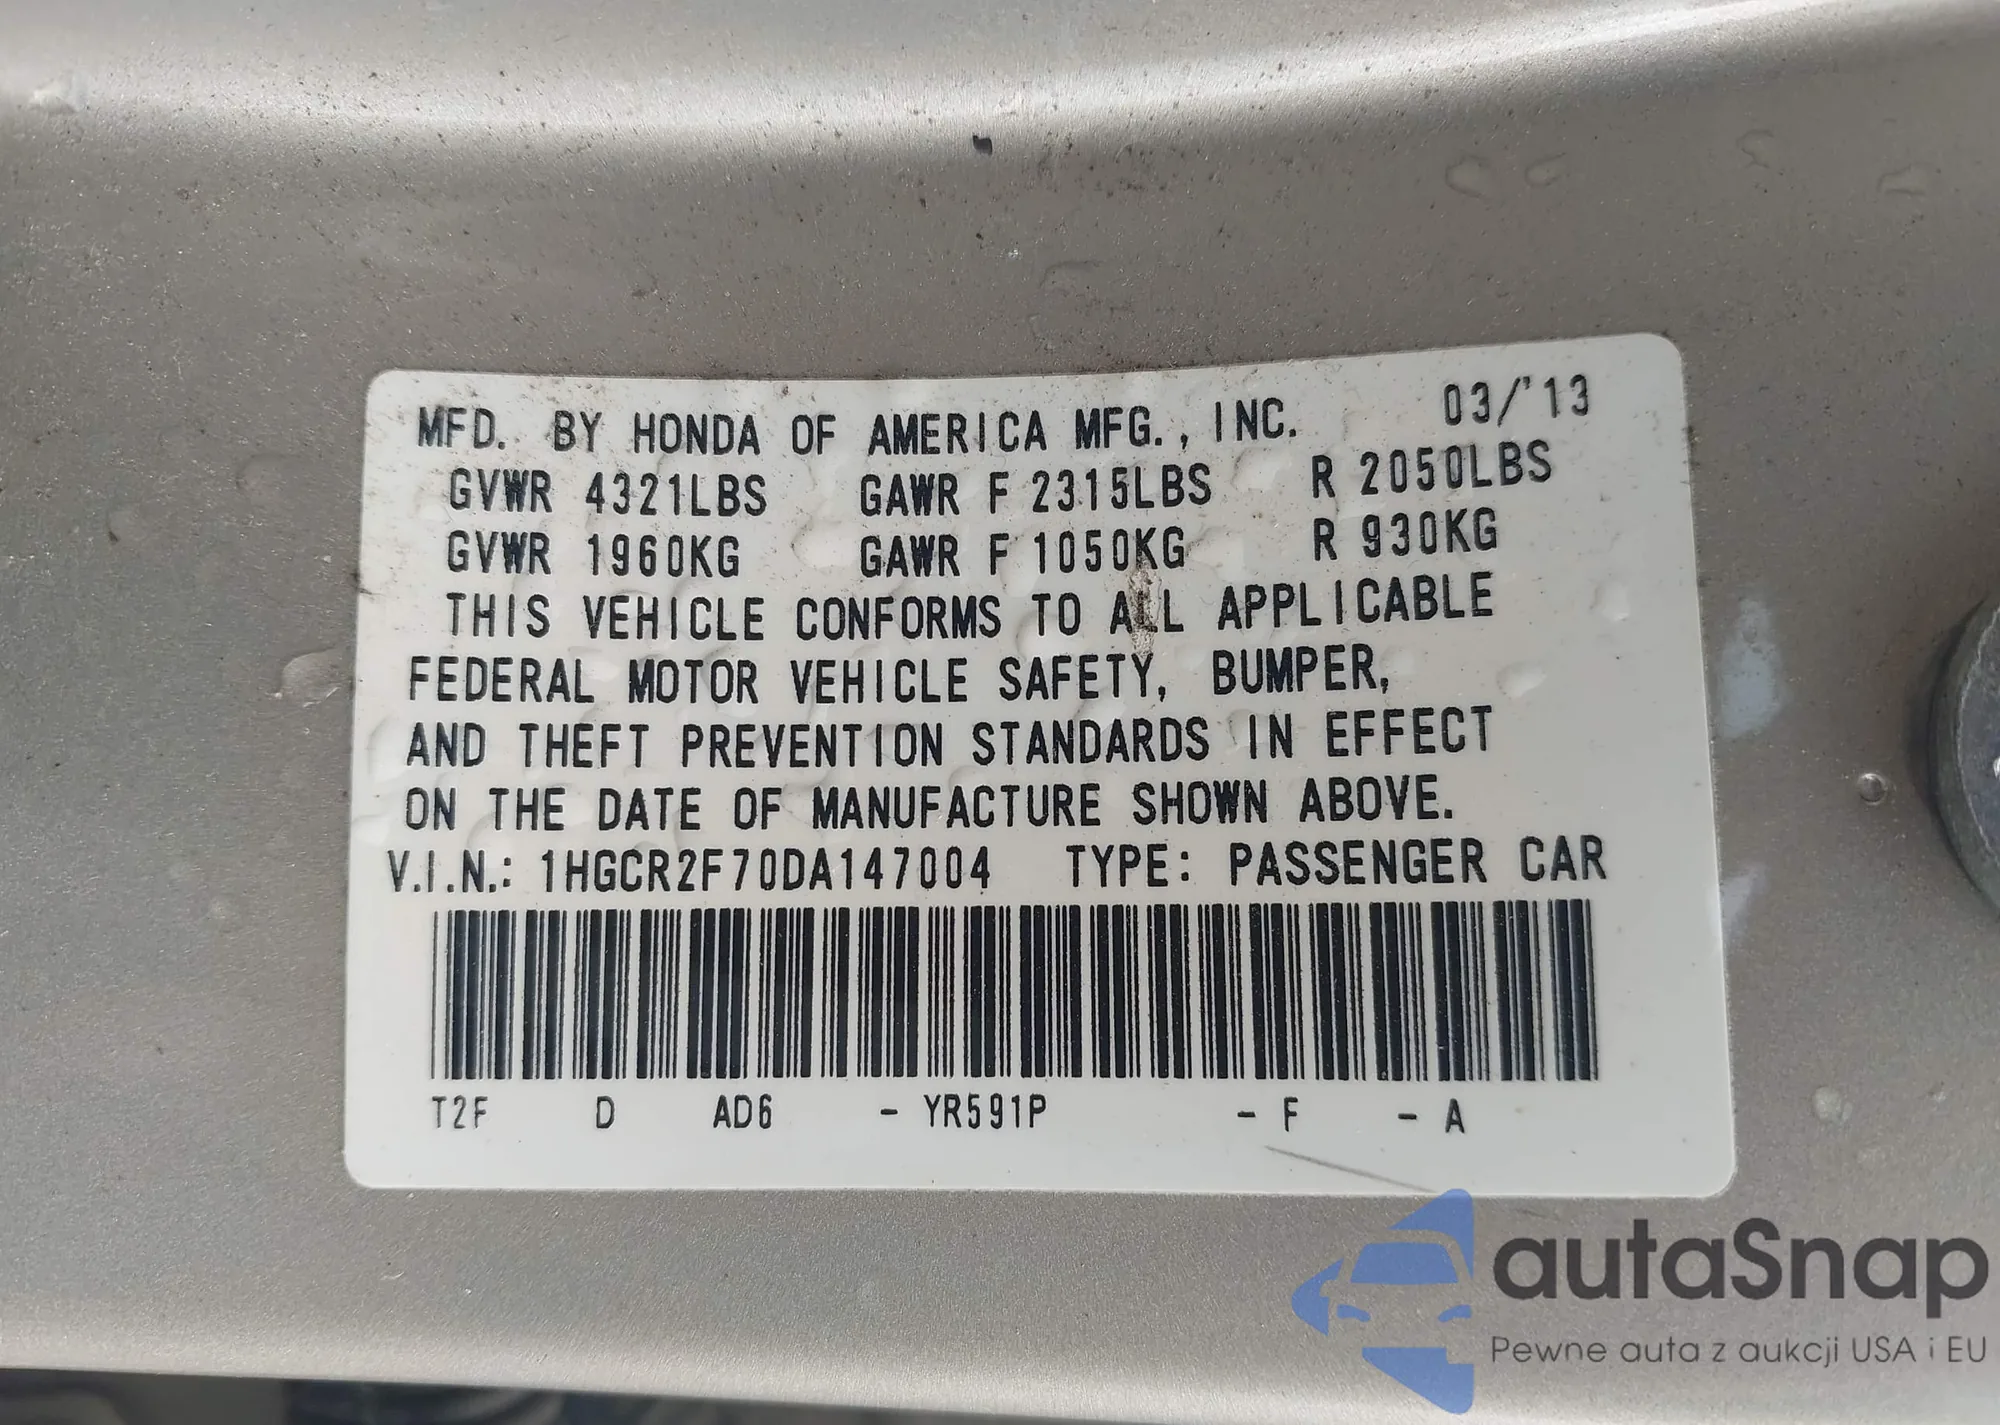 MFD. BY HONDA OF AMERICA MFG., INC. 03/'13
GVWR 4321LBS GAWR F 2315LBS R 2050LBS
GVWR 1960KG GAWR F 1050KG R 930KG
THIS VEHICLE CONFORMS TO ALL APPLICABLE
FEDERAL MOTOR VEHICLE SAFETY, BUMPER,
AND THEFT PREVENTION STANDARDS IN EFFECT
ON THE DATE OF MANUFACTURE SHOWN ABOVE.
V.I.N.: 1HGCR2F70DA147004 TYPE: PASSENGER CAR
T2F D AD6 - YR591P - F - A
autaSnap
Pewne auta z aukcji USA i EU